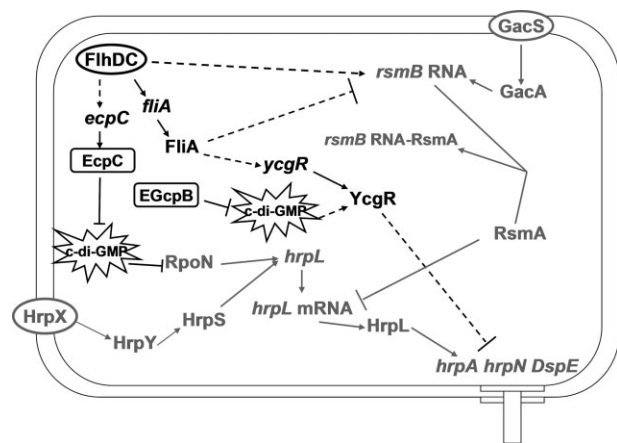 GacS
FlhDC
rsmB RNA
fliA
GacA
ecpC
FliA
rsmB RNA-RsmA
EcpC
ycgR
EGcpB
c-di-GMP
YcgR
RsmA
c-di-GMP
RpoN
hrpL
hrpL mRNA
HrpX
HrpS
HrpY
HrpL
hrpA hrpN DspE